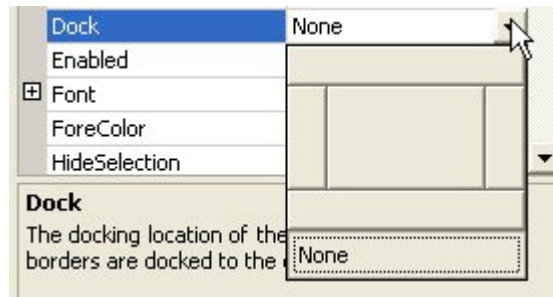 Dock None
Enabled
Font
ForeColor
HideSelection
Dock
The docking location of the
borders are docked to the
None